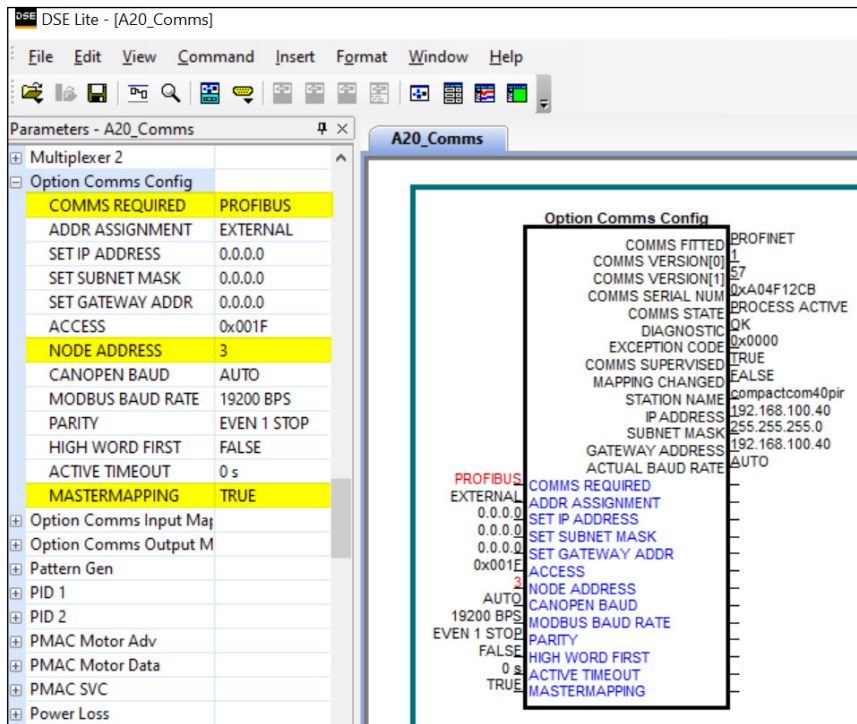 DSE DSE Lite - [A20_Comms]
File Edit View Command Insert Format Window Help
Parameters - A20_Comms
Multiplexer 2
Option Comms Config
COMMS REQUIRED PROFIBUS
ADDR ASSIGNMENT EXTERNAL
SET IP ADDRESS 0.0.0.0
SET SUBNET MASK 0.0.0.0
SET GATEWAY ADDR 0.0.0.0
ACCESS 0x001F
NODE ADDRESS 3
CANOPEN BAUD AUTO
MODBUS BAUD RATE 19200 BPS
PARITY EVEN 1 STOP
HIGH WORD FIRST FALSE
ACTIVE TIMEOUT 0 s
MASTERMAPPING TRUE
Option Comms Input Map
Option Comms Output M
Pattern Gen
PID 1
PID 2
PMAC Motor Adv
PMAC Motor Data
PMAC SVC
Power Loss
A20_Comms
Option Comms Config
COMMS FITTED PROFINET
COMMS VERSION[0] 1
COMMS VERSION[1] 57
COMMS SERIAL NUM 0xA04F12CB
COMMS STATE PROCESS ACTIVE
DIAGNOSTIC OK
EXCEPTION CODE 0x0000
COMMS SUPERVISED TRUE
MAPPING CHANGED FALSE
STATION NAME compactcom40pir
IP ADDRESS 192.168.100.40
SUBNET MASK 255.255.255.0
GATEWAY ADDRESS 192.168.100.40
ACTUAL BAUD RATE AUTO
PROFIBUS COMMS REQUIRED
EXTERNAL ADDR ASSIGNMENT
0.0.0.0 SET IP ADDRESS
0.0.0.0 SET SUBNET MASK
0.0.0.0 SET GATEWAY ADDR
0x001F ACCESS
3 NODE ADDRESS
AUTO CANOPEN BAUD
19200 BPS MODBUS BAUD RATE
EVEN 1 STOP PARITY
FALSE HIGH WORD FIRST
0 s ACTIVE TIMEOUT
TRUE MASTERMAPPING